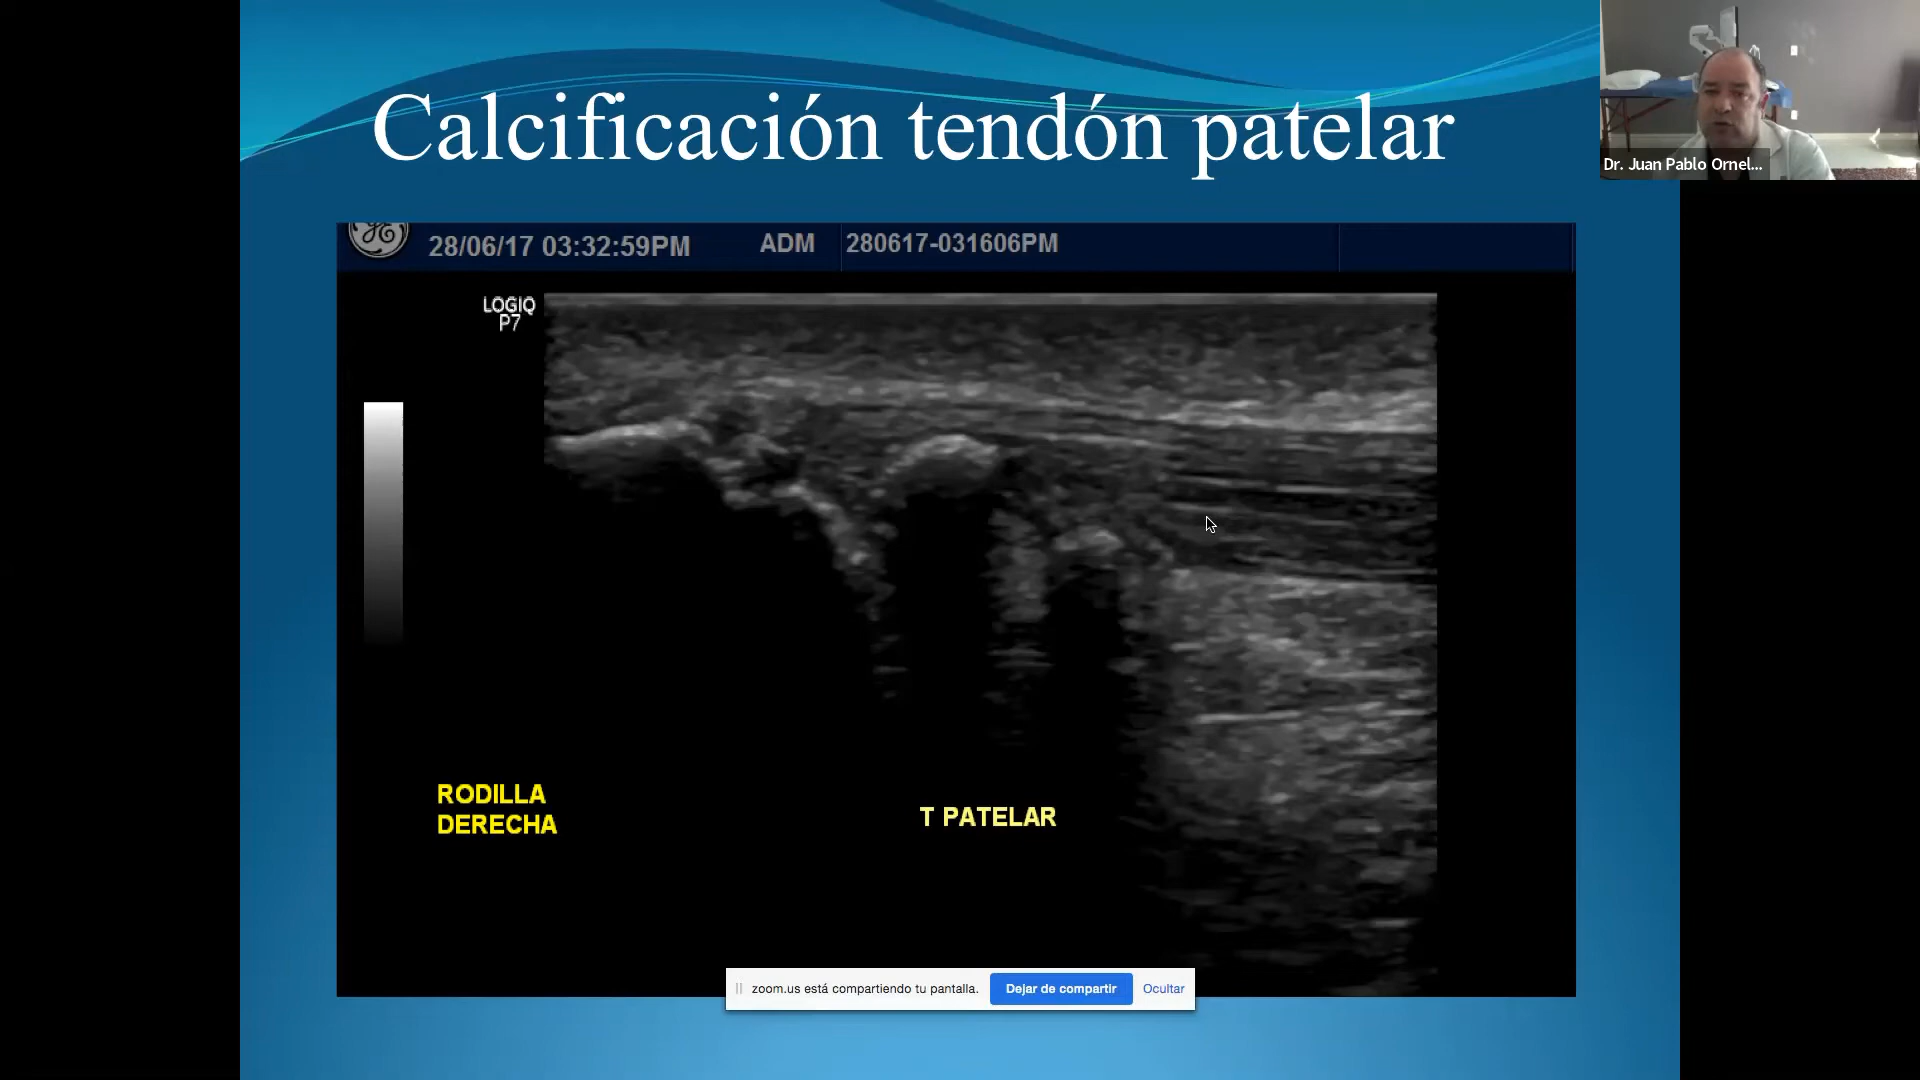 Calcificación tendón patelar
Dr. Juan Pablo Ornel...
28/06/17 03:32:59PM ADM 280617-031606PM
LOGIQ
P7
RODILLA
DERECHA
T PATELAR
zoom.us está compartiendo tu pantalla. Dejar de compartir Ocultar